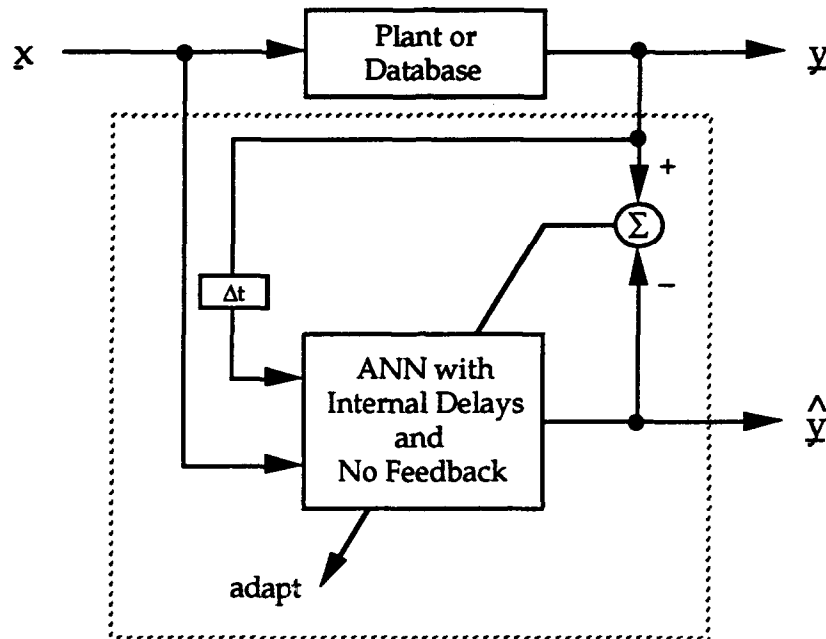 x
Plant or
Database
y
+
Σ
−
Δt
ANN with
Internal Delays
and
No Feedback
ŷ
adapt